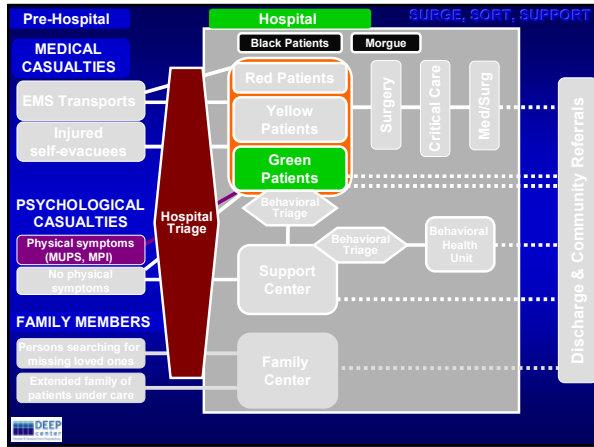 Pre-Hospital
Hospital
SURGE, SORT, SUPPORT
Black Patients
Morgue
MEDICAL
CASUALTIES
EMS Transports
Injured
self-evacuees
Red Patients
Yellow
Patients
Green
Patients
Surgery
Critical Care
Med/Surg
Discharge & Community Referrals
Hospital
Triage
PSYCHOLOGICAL
CASUALTIES
Physical symptoms
(MUPS, MPI)
No physical
symptoms
Behavioral
Triage
Behavioral
Triage
Behavioral
Health
Unit
Support
Center
FAMILY MEMBERS
Persons searching for
missing loved ones
Extended family of
patients under care
Family
Center
DEEP
center